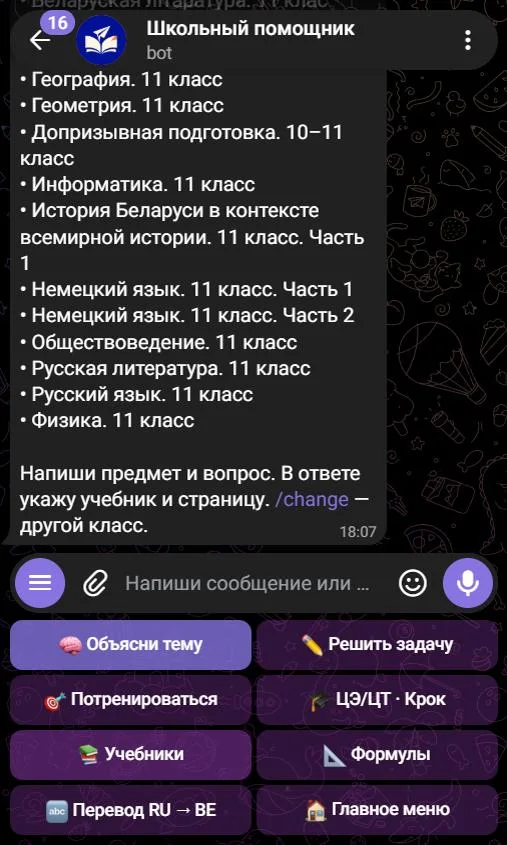 Беларуская літаратура. 11 клас
16
Школьный помощник
bot
• География. 11 класс
• Геометрия. 11 класс
• Допризывная подготовка. 10–11
класс
• Информатика. 11 класс
• История Беларуси в контексте
всемирной истории. 11 класс. Часть
1
• Немецкий язык. 11 класс. Часть 1
• Немецкий язык. 11 класс. Часть 2
• Обществоведение. 11 класс
• Русская литература. 11 класс
• Русский язык. 11 класс
• Физика. 11 класс
Напиши предмет и вопрос. В ответе
укажу учебник и страницу. /change —
другой класс.
18:07
Напиши сообщение или ...
🧠 Объясни тему
✏️ Решить задачу
🎯 Потренироваться
🎓 ЦЭ/ЦТ · Крок
📚 Учебники
📐 Формулы
🔤 Перевод RU → BE
🏠 Главное меню